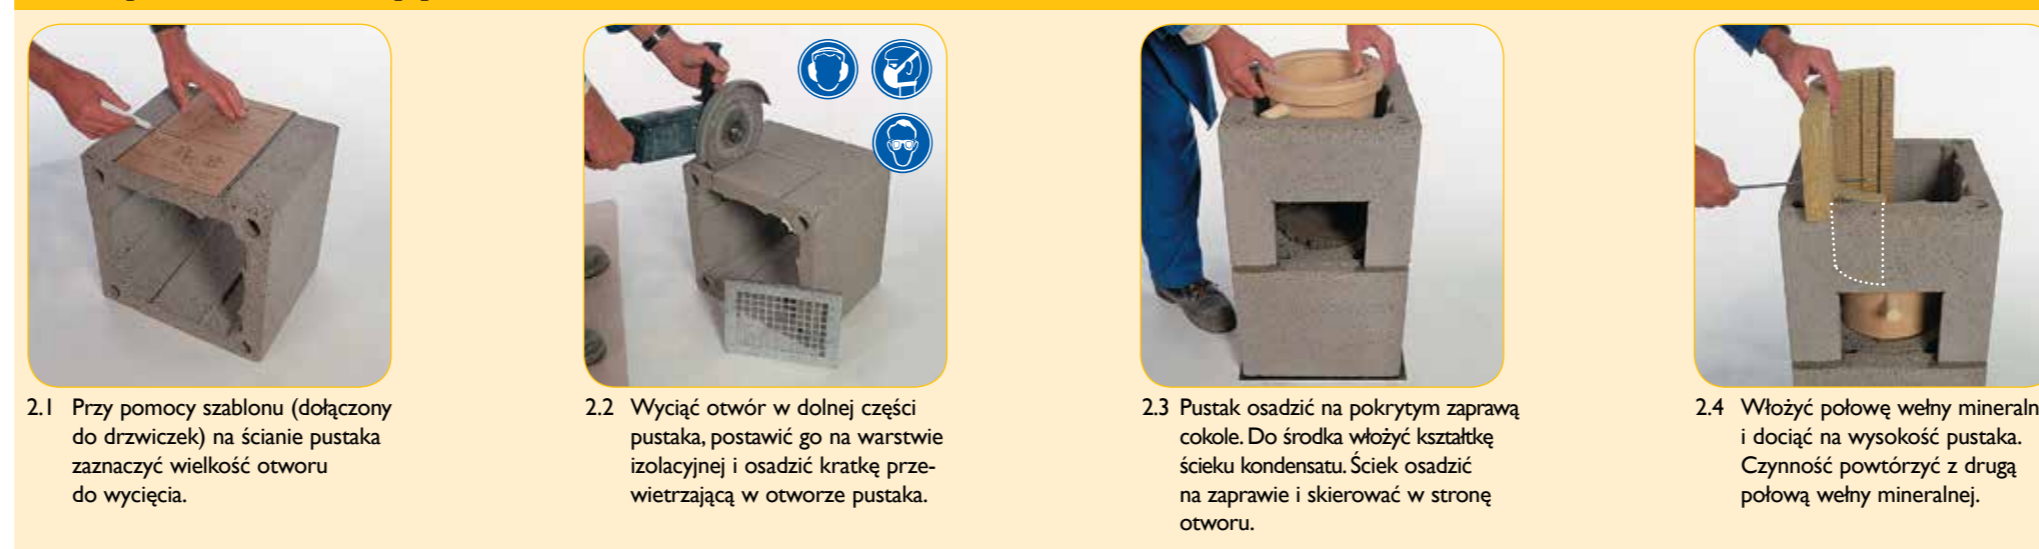 2.1 Przy pomocy szablonu (dołączony
do drzwiczek) na ścianie pustaka
zaznaczyć wielkość otworu
do wycięcia.
2.2 Wyciąć otwór w dolnej części
pustaka, postawić go na warstwie
izolacyjnej i osadzić kratkę prze-
wietrzającą w otworze pustaka.
2.3 Pustak osadzić na pokrytym zaprawą
cokole. Do środka włożyć kształtkę
ścieku kondensatu. Ściek osadzić
na zaprawie i skierować w stronę
otworu.
2.4 Włożyć połowę wełny mineraln
i dociąć na wysokość pustaka.
Czynność powtórzyć z drugą
połową wełny mineralnej.